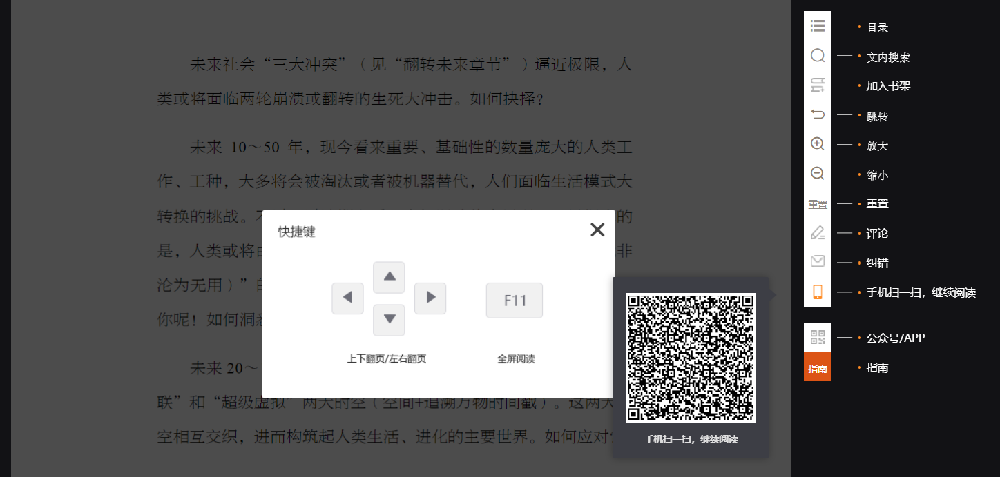 未来社会“三大冲突”（见“翻转未来章节”）逼近极限，人
类或将面临两轮崩溃或翻转的生死大冲击。如何抉择？
未来 10～50 年，现今看来重要、基础性的数量庞大的人类工
作、工种，大多将会被淘汰或者被机器替代，人们面临生活模式大
转换的挑战。
的
是，人类或将
非
沦为无用）”
你呢！如何洞
未来 20～
联”和“超级虚拟”两大时空（空间+追溯万物时间戳）。这两大
空相互交织，进而构筑起人类生活、进化的主要世界。如何应对
快捷键
F11
上下翻页/左右翻页
全屏阅读
手机扫一扫，继续阅读
目录
文内搜索
加入书架
跳转
放大
缩小
重置 重置
评论
纠错
手机扫一扫，继续阅读
公众号/APP
指南 指南